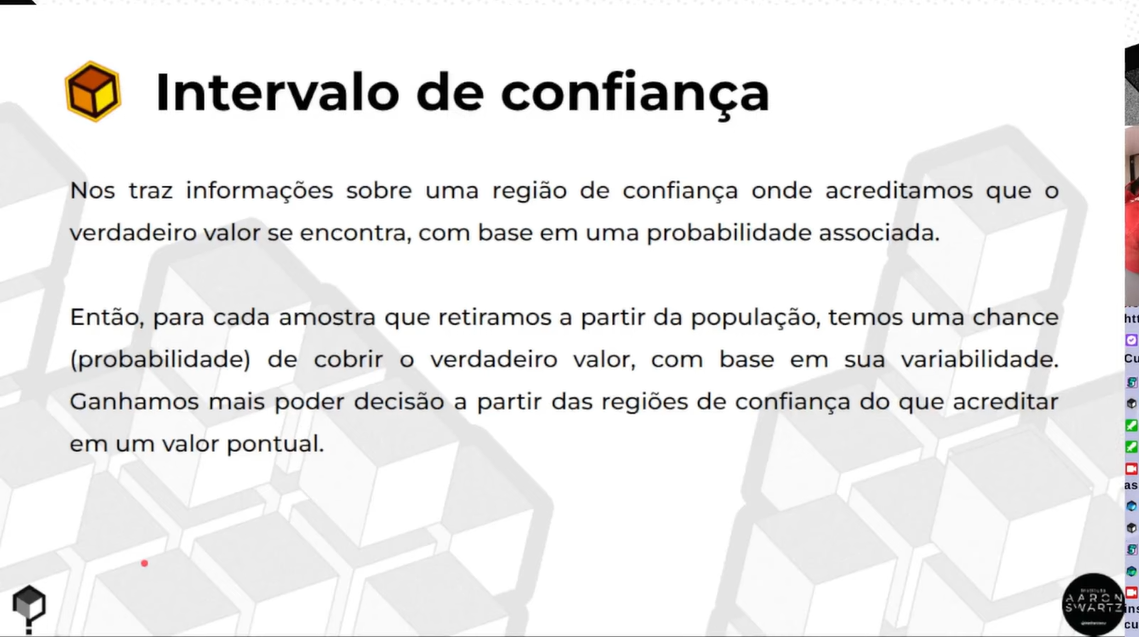 Intervalo de confiança
Nos traz informações sobre uma região de confiança onde acreditamos que o
verdadeiro valor se encontra, com base em uma probabilidade associada.
Então, para cada amostra que retiramos a partir da população, temos uma chance
(probabilidade) de cobrir o verdadeiro valor, com base em sua variabilidade.
Ganhamos mais poder decisão a partir das regiões de confiança do que acreditar
em um valor pontual.
htt
Cu
as
AARON
SWARTZ
ins
cu